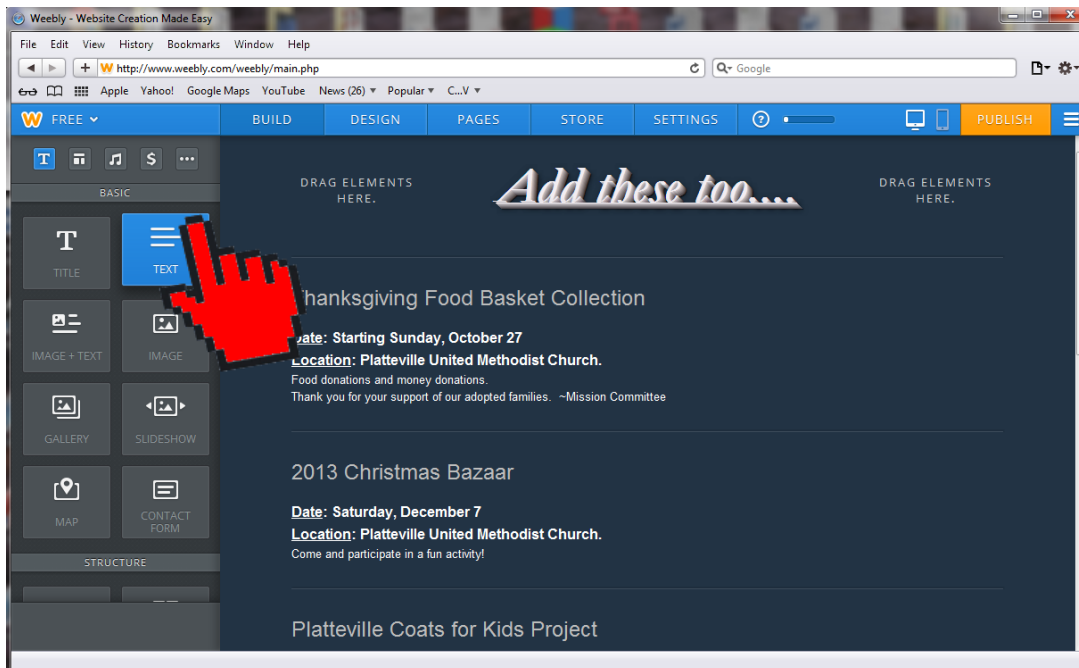 Weebly - Website Creation Made Easy
File Edit View History Bookmarks Window Help
http://www.weebly.com/weebly/main.php
Google
Apple Yahoo! Google Maps YouTube News (26) Popular C...V
W FREE BUILD DESIGN PAGES STORE SETTINGS ? PUBLISH
T $
BASIC
T
TITLE
TEXT
IMAGE + TEXT
IMAGE
GALLERY
SLIDESHOW
MAP
CONTACT
FORM
STRUCTURE
DRAG ELEMENTS
HERE.
Add these too....
DRAG ELEMENTS
HERE.
Thanksgiving Food Basket Collection
Date: Starting Sunday, October 27
Location: Platteville United Methodist Church.
Food donations and money donations.
Thank you for your support of our adopted families. ~Mission Committee
2013 Christmas Bazaar
Date: Saturday, December 7
Location: Platteville United Methodist Church.
Come and participate in a fun activity!
Platteville Coats for Kids Project